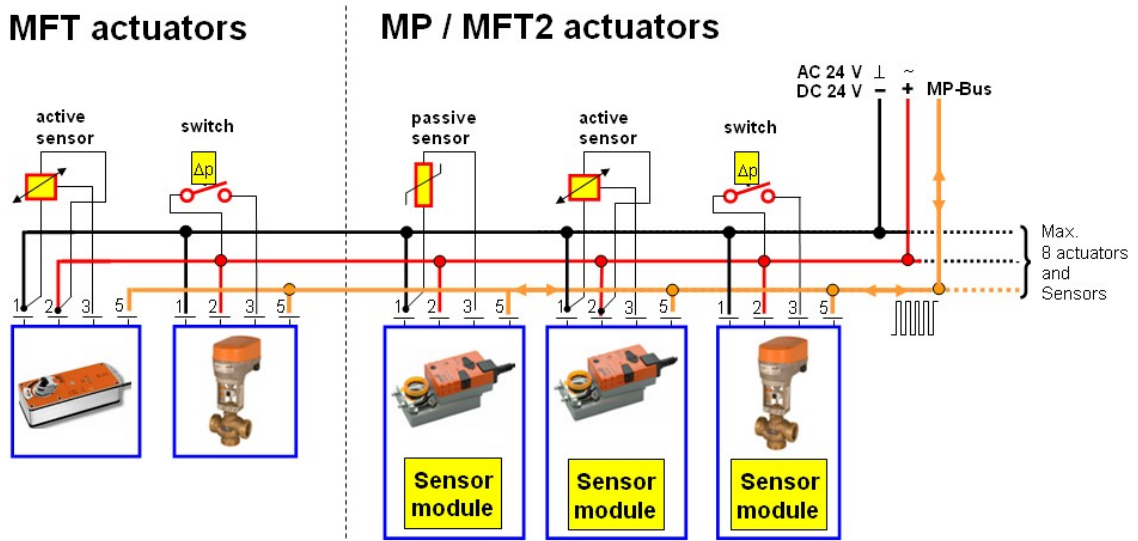 MFT actuators
MP / MFT2 actuators
AC 24 V ⊥ ~
DC 24 V − + MP-Bus
active
sensor
switch
passive
sensor
active
sensor
switch
Δp
Δp
Max.
8 actuators
and
Sensors
1 2 3 5
1 2 3 5
1 2 3 5
1 2 3 5
1 2 3 5
Sensor
module
Sensor
module
Sensor
module